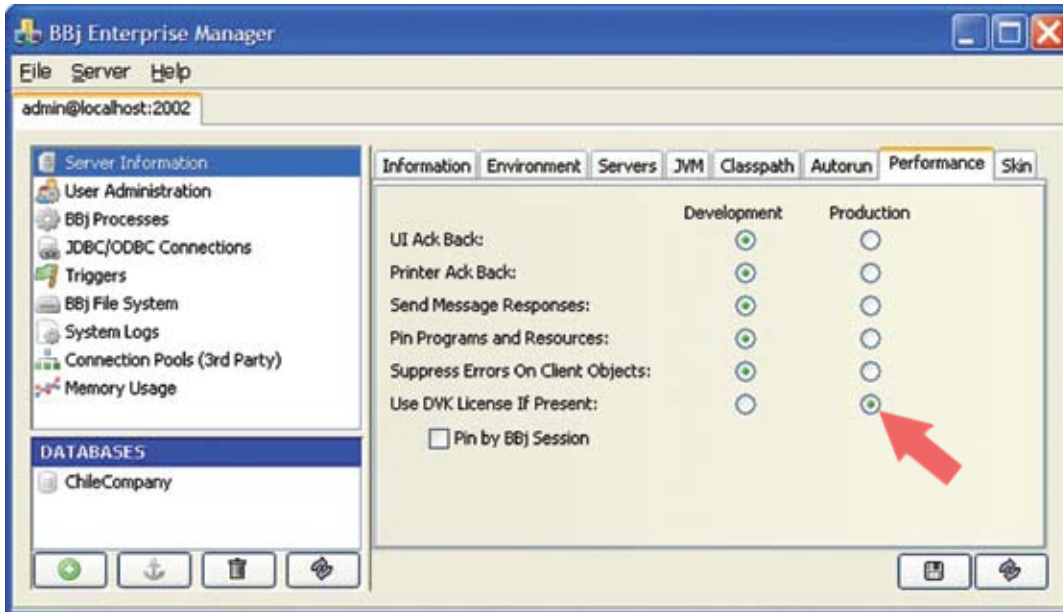 BBj Enterprise Manager
File Server Help
admin@localhost:2002
Server Information
User Administration
BBj Processes
JDBC/ODBC Connections
Triggers
BBj File System
System Logs
Connection Pools (3rd Party)
Memory Usage
DATABASES
ChileCompany
Information Environment Servers JVM Classpath Autorun Performance Skin
Development Production
UI Ack Back:
Printer Ack Back:
Send Message Responses:
Pin Programs and Resources:
Suppress Errors On Client Objects:
Use DVK License If Present:
Pin by BBj Session